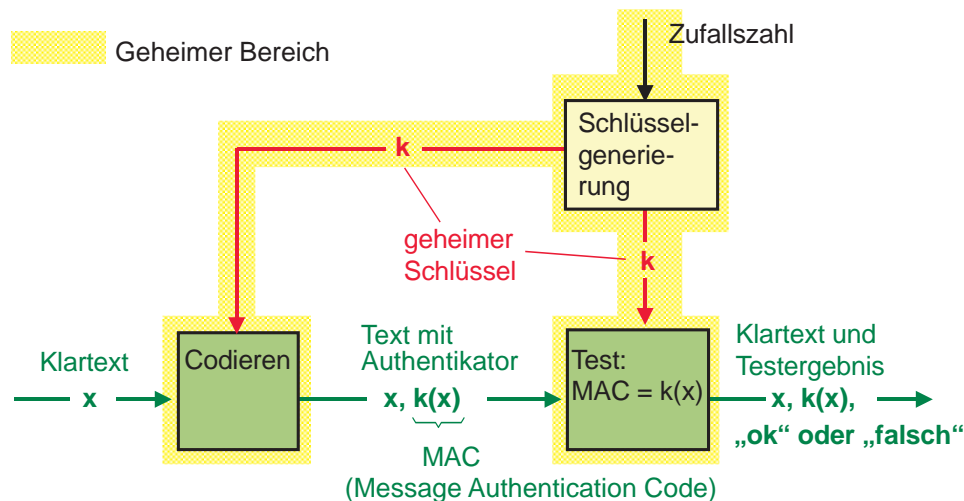 Geheimer Bereich
Zufallszahl
Schlüssel-
generie-
rung
k
geheimer
Schlüssel
k
Klartext
x
Codieren
Text mit
Authentikator
x, k(x)
MAC
(Message Authentication Code)
Test:
MAC = k(x)
Klartext und
Testergebnis
x, k(x),
„ok“ oder „falsch“